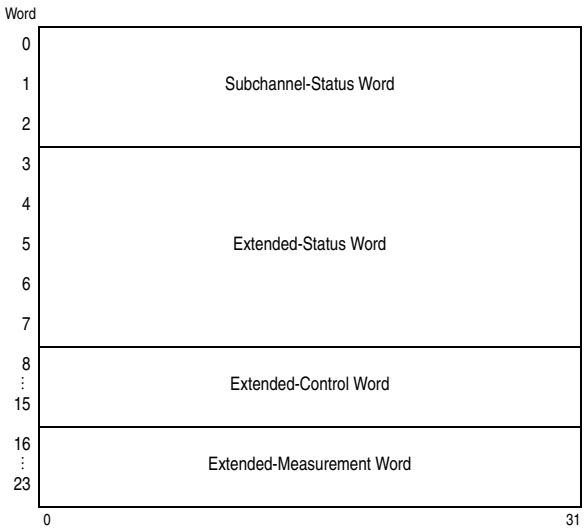 Word
0
1 Subchannel-Status Word
2
3
4
5 Extended-Status Word
6
7
8
⋮ Extended-Control Word
15
16
⋮ Extended-Measurement Word
23
0 31